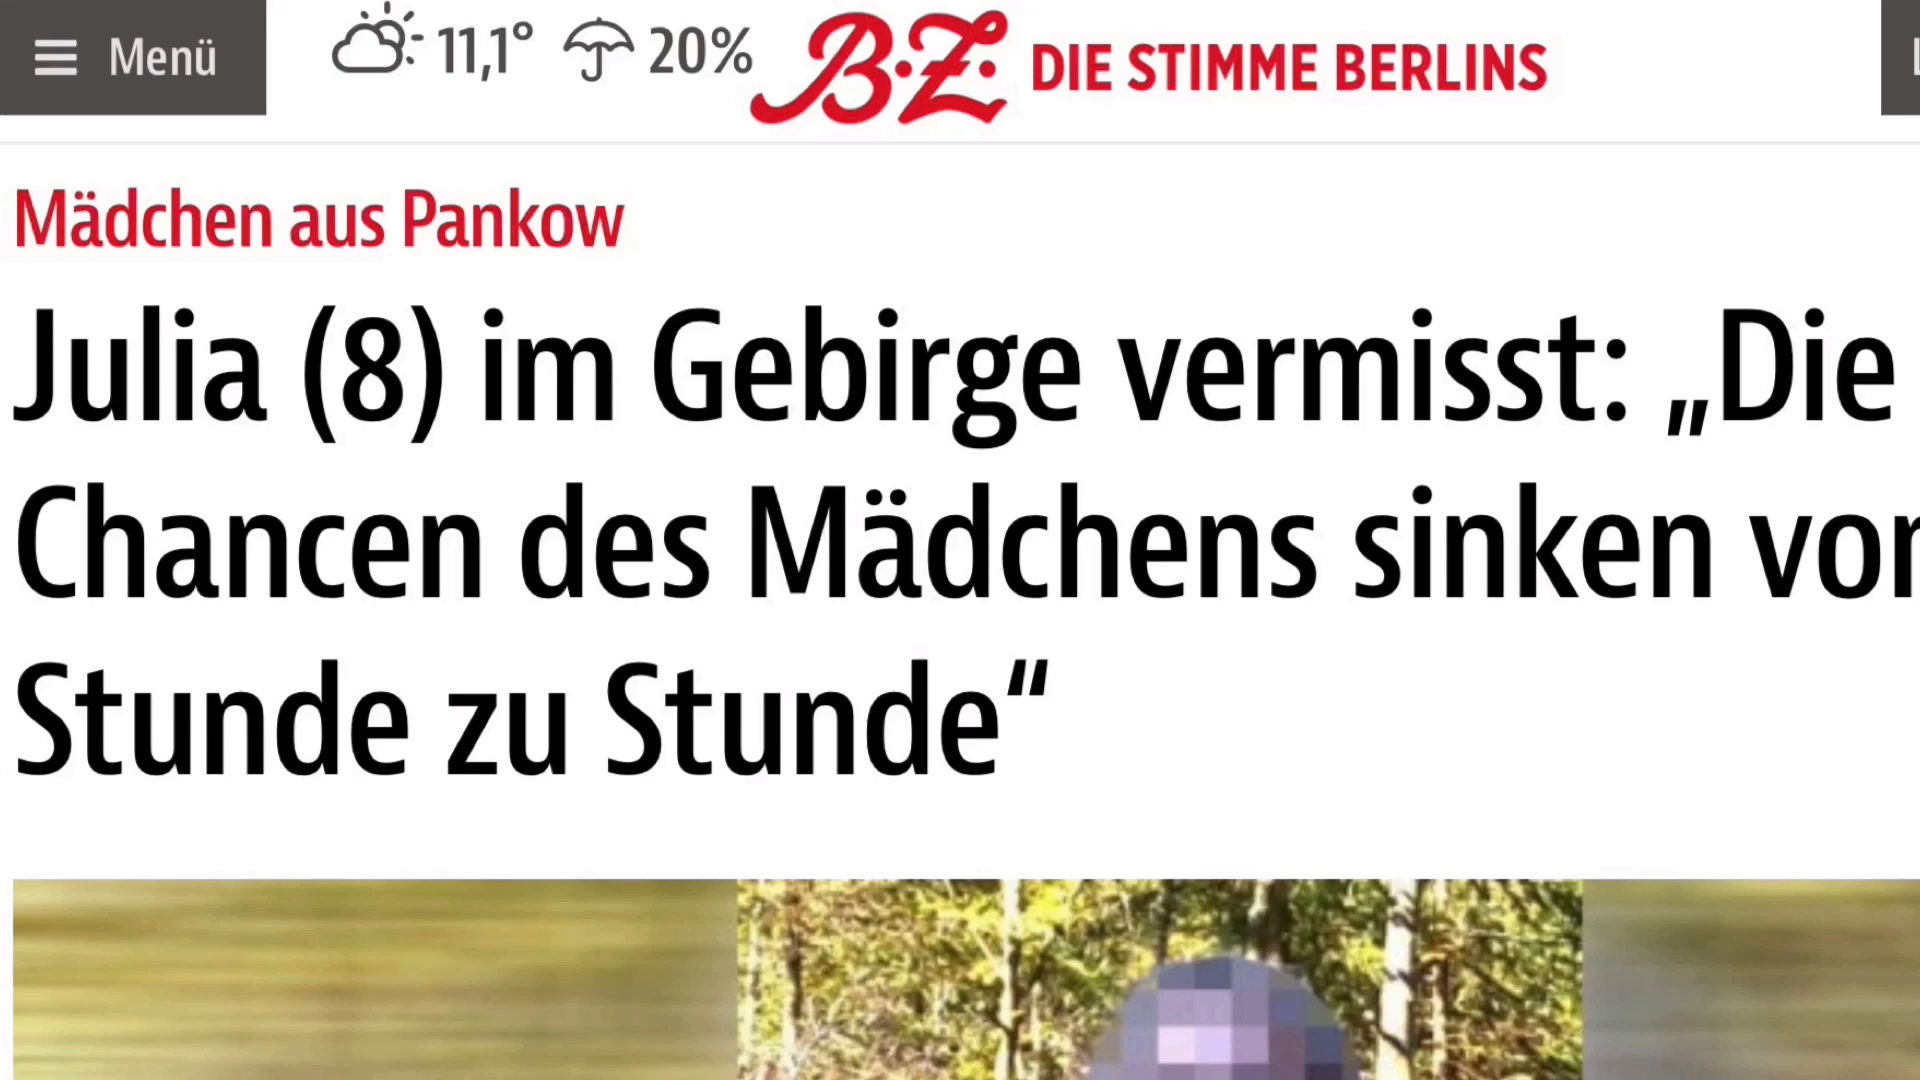 Menü 11,1° 20% B.Z. DIE STIMME BERLINS
Mädchen aus Pankow
Julia (8) im Gebirge vermisst: „Die
Chancen des Mädchens sinken von
Stunde zu Stunde“